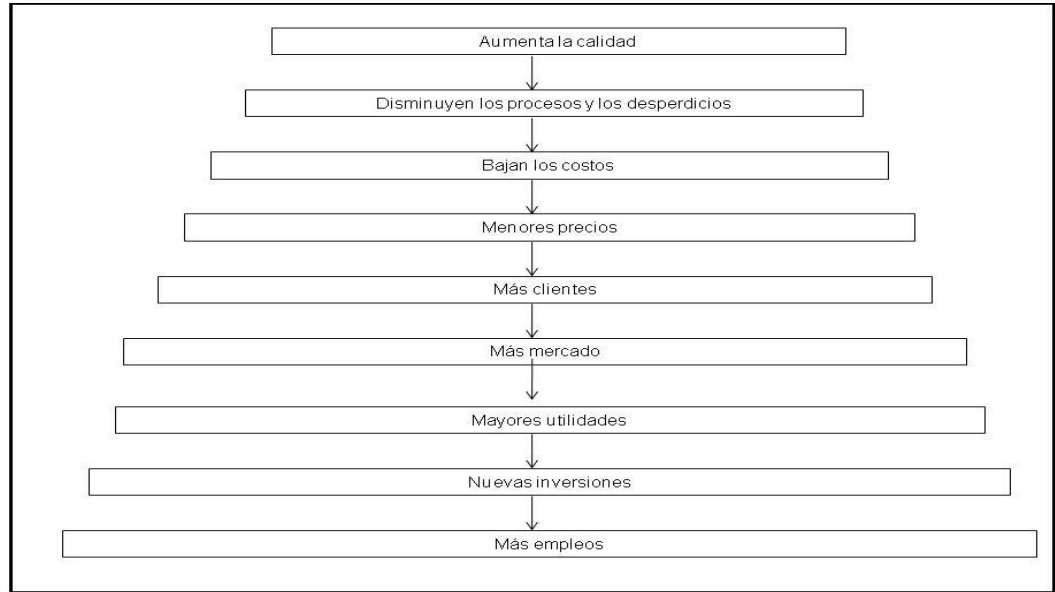 Aumenta la calidad
Disminuyen los procesos y los desperdicios
Bajan los costos
Menores precios
Más clientes
Más mercado
Mayores utilidades
Nuevas inversiones
Más empleos